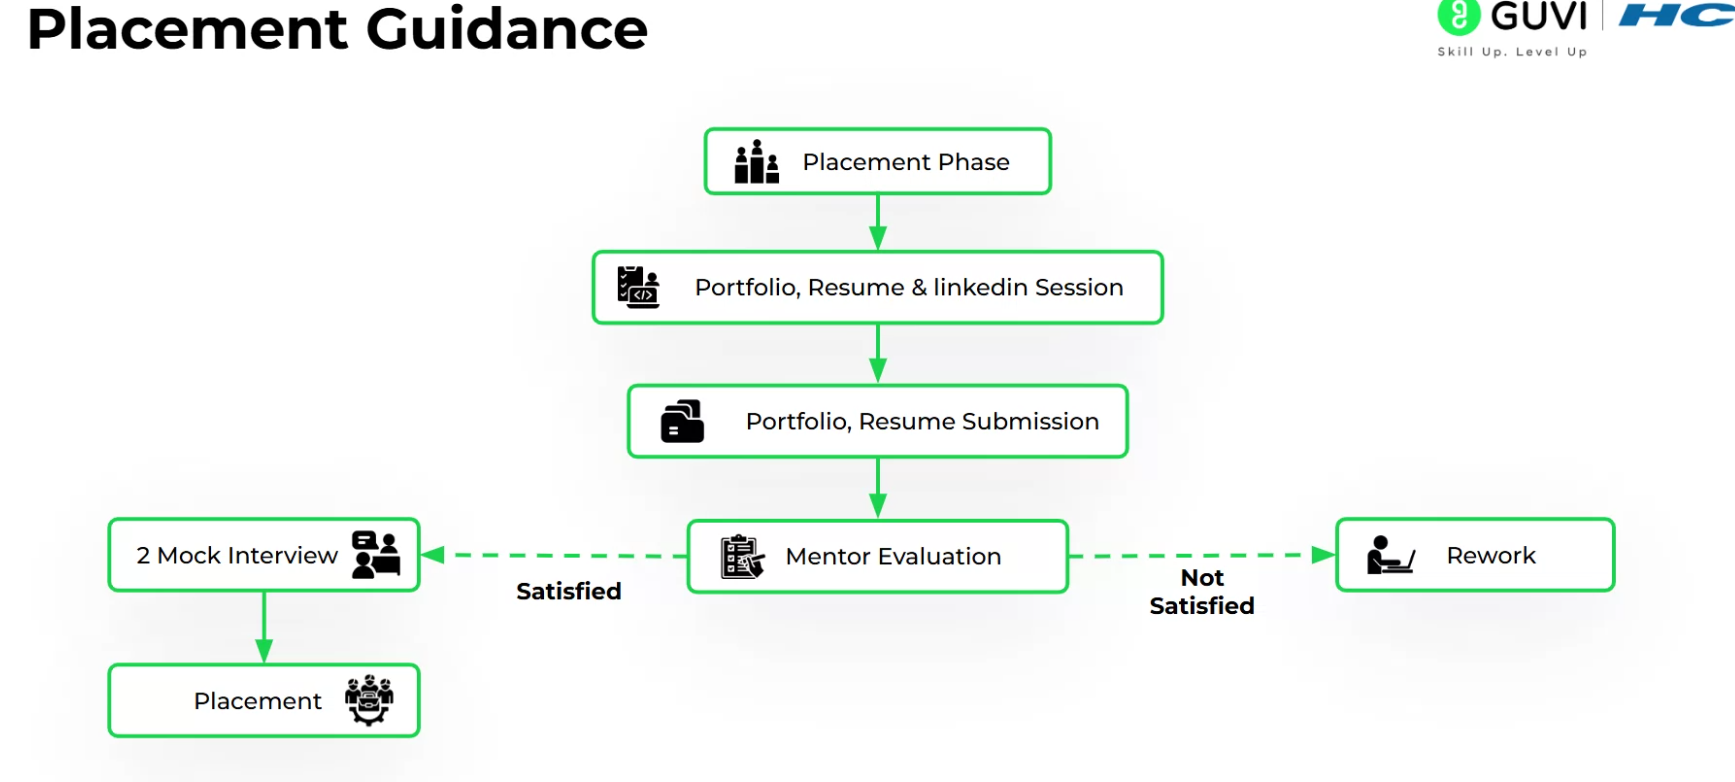 Placement Guidance
GUVI
HC
Skill Up. Level Up
Placement Phase
Portfolio, Resume & linkedin Session
Portfolio, Resume Submission
2 Mock Interview
Satisfied
Mentor Evaluation
Not
Satisfied
Rework
Placement